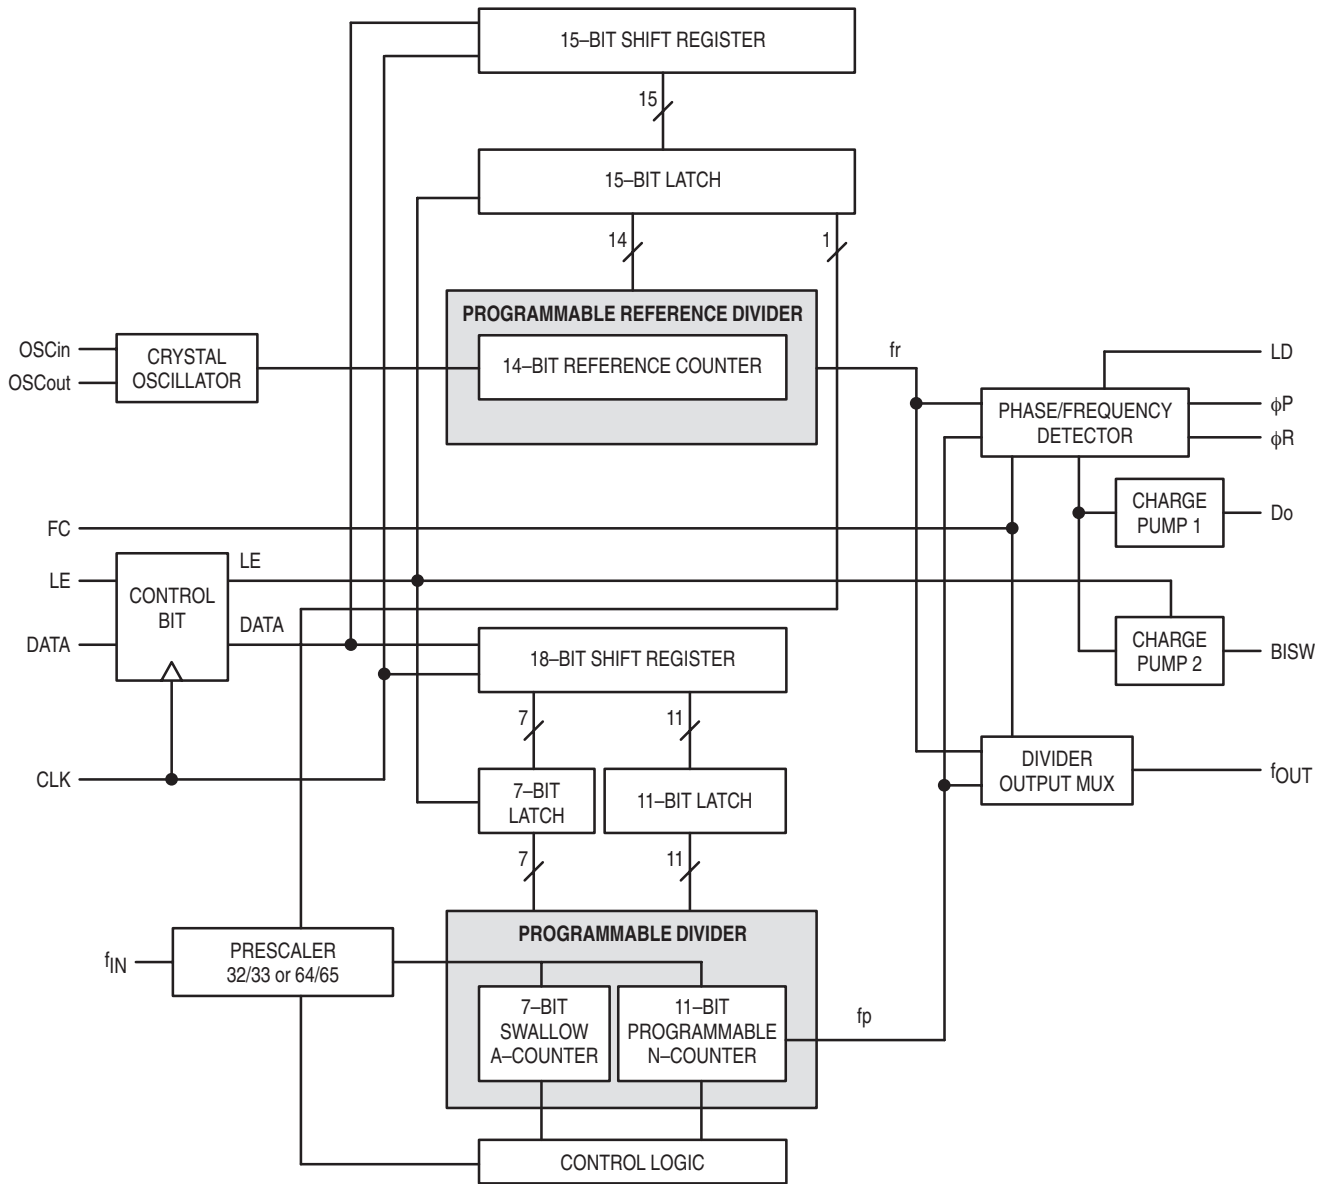 15–BIT SHIFT REGISTER
15
15–BIT LATCH
14
1
PROGRAMMABLE REFERENCE DIVIDER
14–BIT REFERENCE COUNTER
OSCin
OSCout
CRYSTAL
OSCILLATOR
fr
LD
PHASE/FREQUENCY
DETECTOR
ϕP
ϕR
CHARGE
PUMP 1
Do
FC
LE
DATA
CONTROL
BIT
LE
DATA
18–BIT SHIFT REGISTER
CHARGE
PUMP 2
BISW
7
11
CLK
7–BIT
LATCH
11–BIT LATCH
DIVIDER
OUTPUT MUX
fOUT
7
11
PROGRAMMABLE DIVIDER
fIN
PRESCALER
32/33 or 64/65
7–BIT
SWALLOW
A–COUNTER
11–BIT
PROGRAMMABLE
N–COUNTER
fp
CONTROL LOGIC